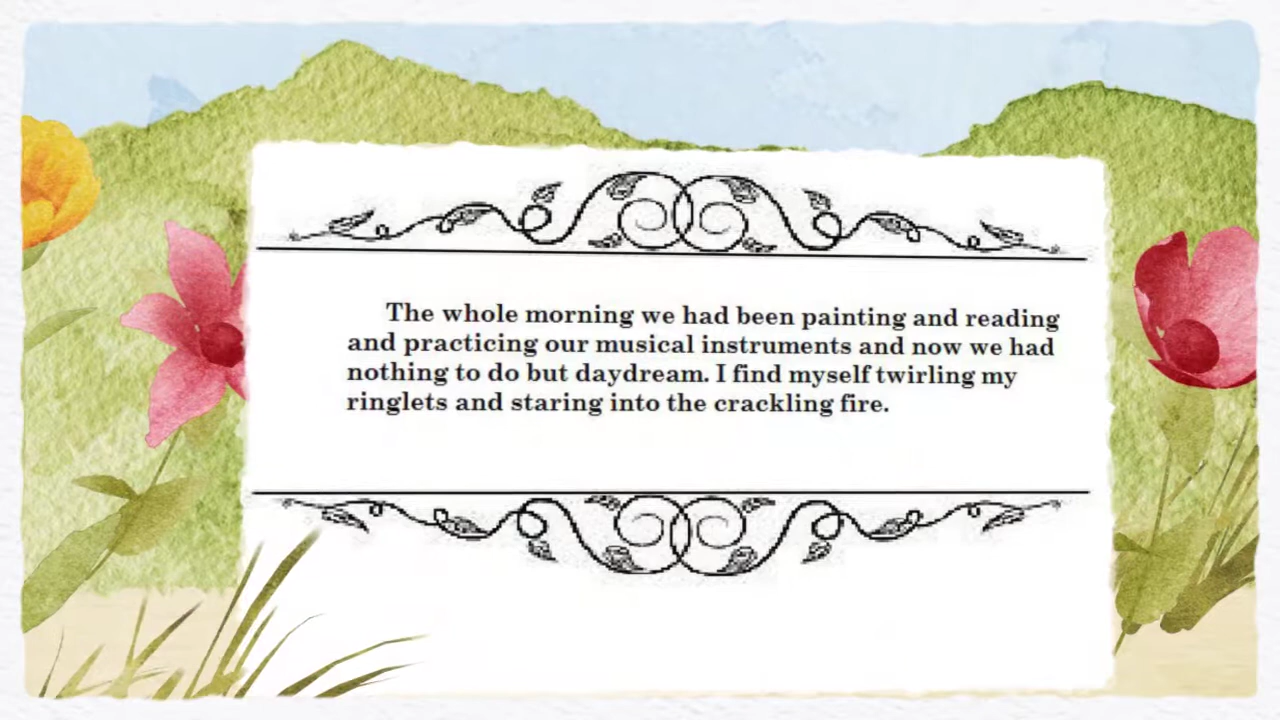 The whole morning we had been painting and reading
and practicing our musical instruments and now we had
nothing to do but daydream. I find myself twirling my
ringlets and staring into the crackling fire.